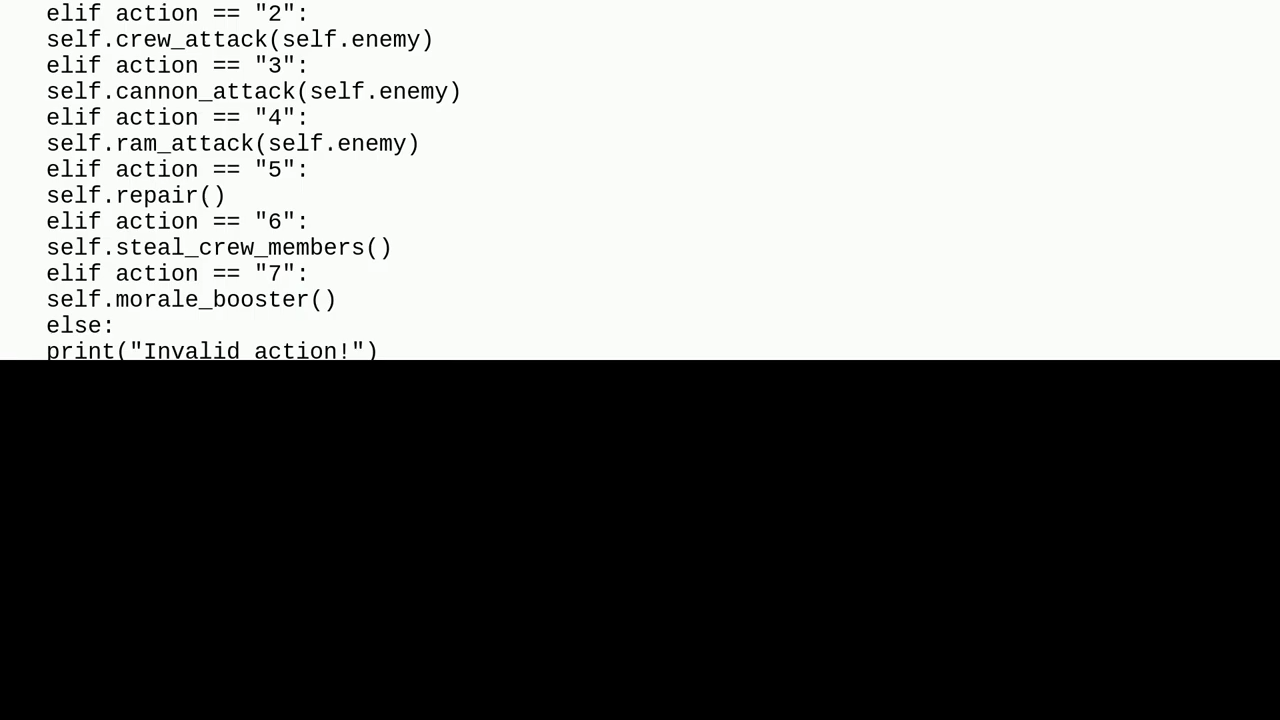 elif action == "2":
self.crew_attack(self.enemy)
elif action == "3":
self.cannon_attack(self.enemy)
elif action == "4":
self.ram_attack(self.enemy)
elif action == "5":
self.repair()
elif action == "6":
self.steal_crew_members()
elif action == "7":
self.morale_booster()
else:
print("Invalid action!")